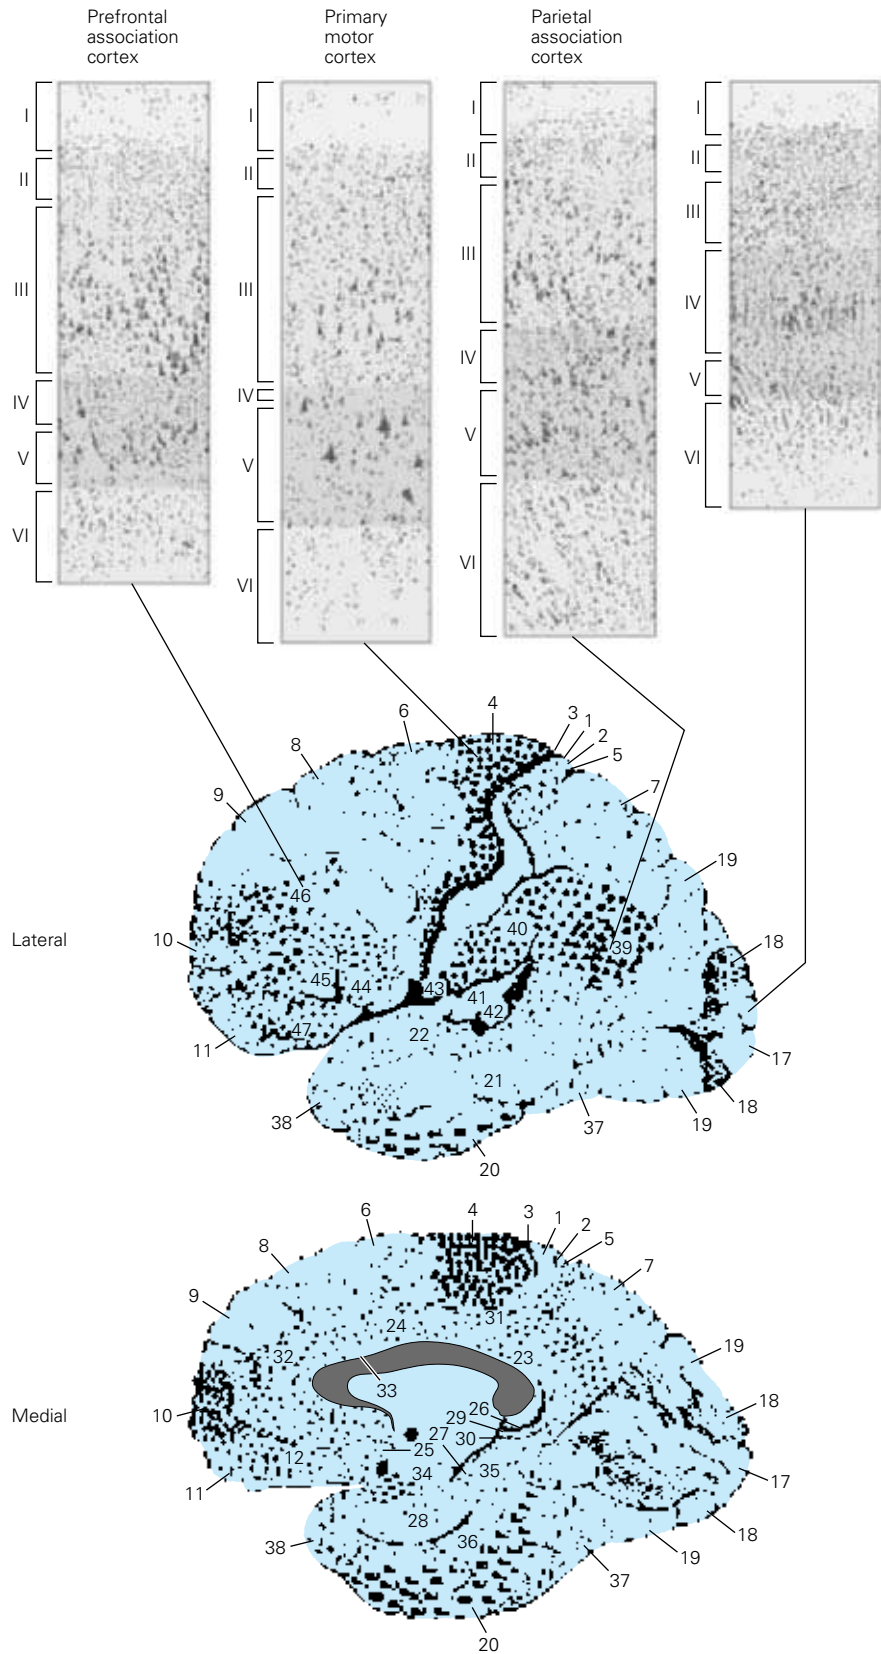 Prefrontal
association
cortex
Primary
motor
cortex
Parietal
association
cortex
I
II
III
IV
V
VI
I
II
III
IV
V
VI
I
II
III
IV
V
VI
I
II
III
IV
V
VI
Lateral
4
6
3
1
2
5
8
7
9
19
46
40
39
10
18
45
44
43
41
42
47
22
11
17
21
38
18
19
37
20
Medial
6
4
3
1
2
5
8
7
9
31
24
19
32
23
33
18
10
26
29
27
30
25
12
34
35
17
11
28
18
36
38
19
37
20